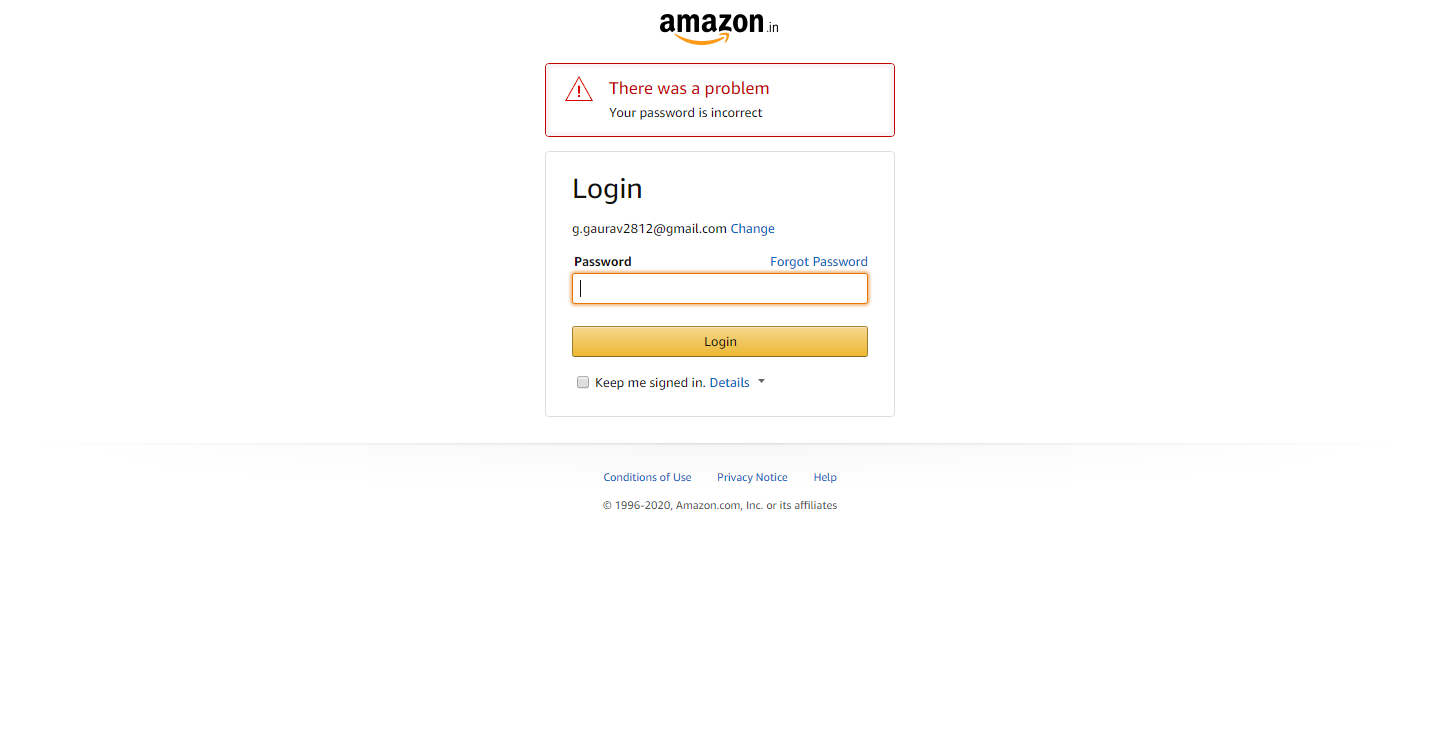 amazon.in
There was a problem
Your password is incorrect
Login
g.gaurav2812@gmail.com Change
Password Forgot Password
Login
Keep me signed in. Details
Conditions of Use Privacy Notice Help
© 1996-2020, Amazon.com, Inc. or its affiliates